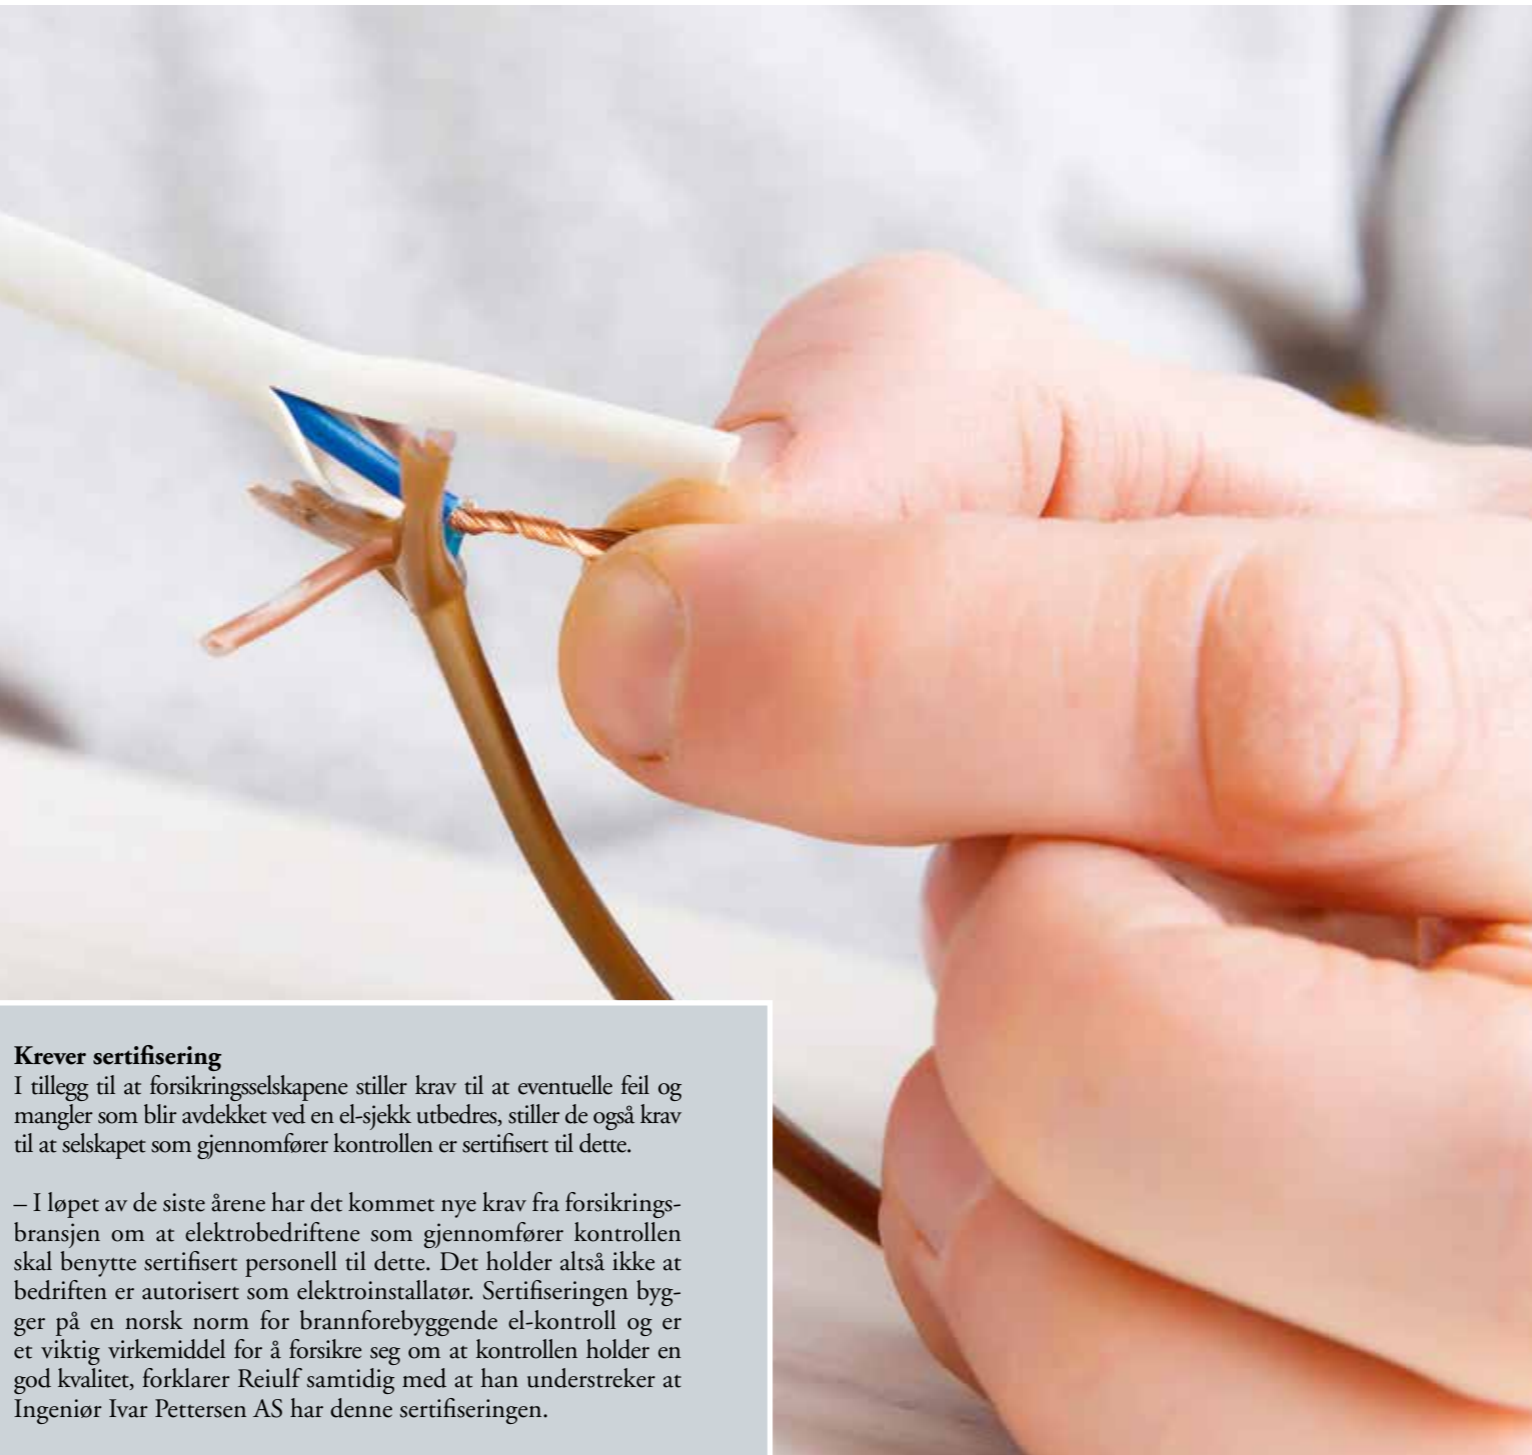 Krever sertifisering
I tillegg til at forsikringsselskapene stiller krav til at eventuelle feil og
mangler som blir avdekket ved en el-sjekk utbedres, stiller de også krav
til at selskapet som gjennomfører kontrollen er sertifisert til dette.
– I løpet av de siste årene har det kommet nye krav fra forsikrings-
bransjen om at elektrobedriftene som gjennomfører kontrollen
skal benytte sertifisert personell til dette. Det holder altså ikke at
bedriften er autorisert som elektroinstallatør. Sertifiseringen byg-
ger på en norsk norm for brannforebyggende el-kontroll og er
et viktig virkemiddel for å forsikre seg om at kontrollen holder en
god kvalitet, forklarer Reiulf samtidig med at han understreker at
Ingeniør Ivar Pettersen AS har denne sertifiseringen.